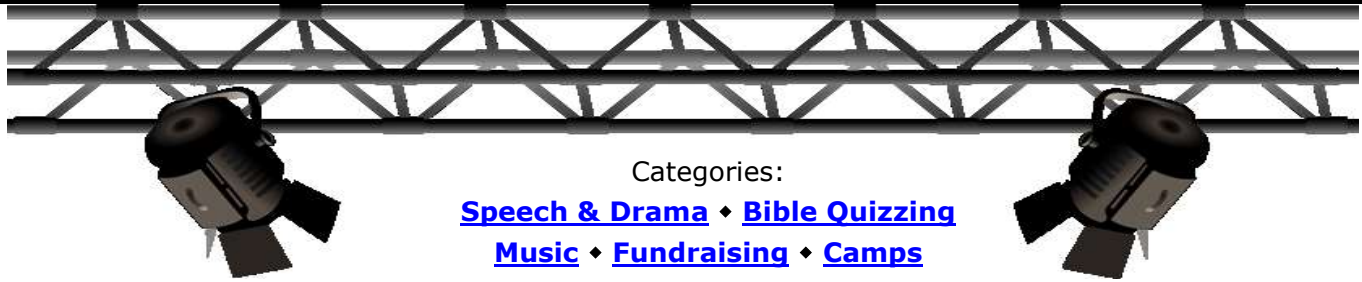 Categories:
Speech & Drama ◆ Bible Quizzing
Music ◆ Fundraising ◆ Camps